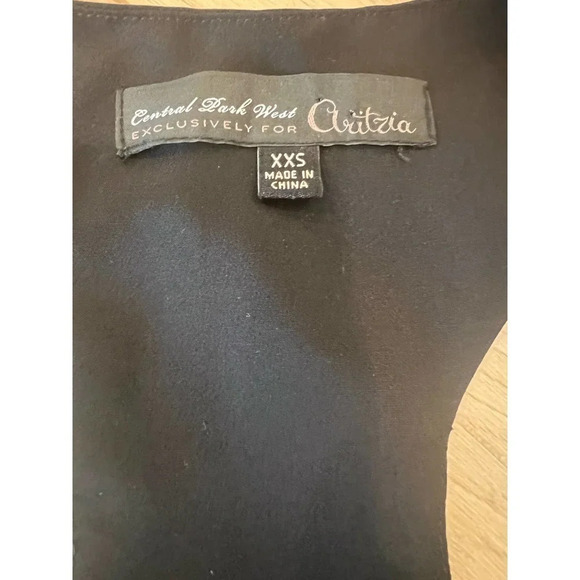 Central Park West
EXCLUSIVELY FOR Aritzia
XXS
MADE IN
CHINA